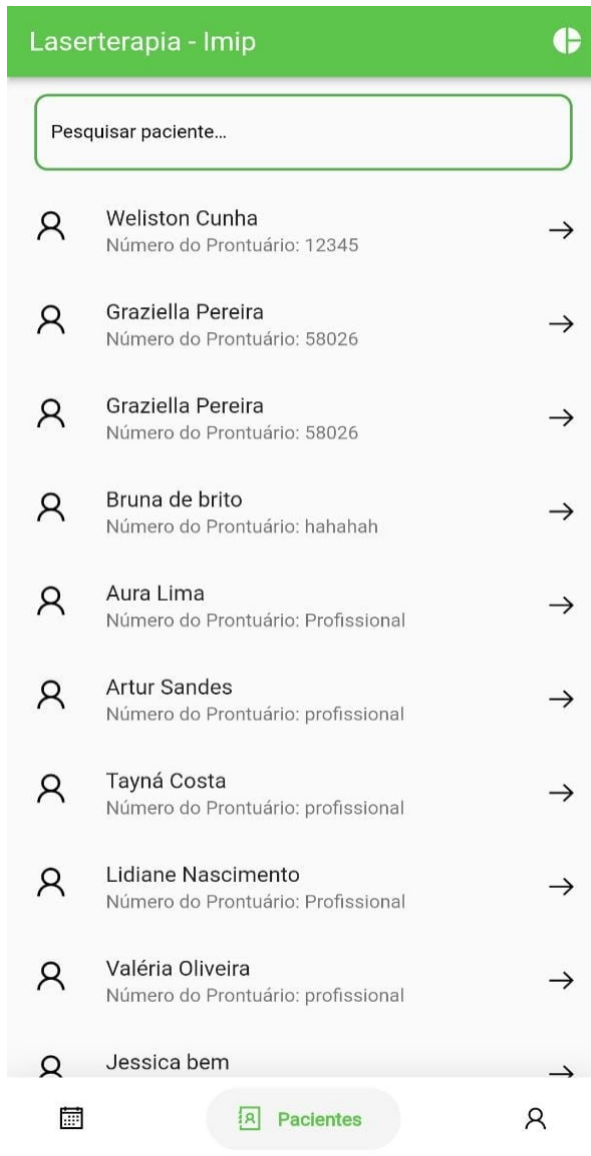 Laserterapia - Imip
Pesquisar paciente...
Weliston Cunha
Número do Prontuário: 12345
Graziella Pereira
Número do Prontuário: 58026
Graziella Pereira
Número do Prontuário: 58026
Bruna de brito
Número do Prontuário: hahahah
Aura Lima
Número do Prontuário: Profissional
Artur Sandes
Número do Prontuário: profissional
Tayná Costa
Número do Prontuário: profissional
Lidiane Nascimento
Número do Prontuário: Profissional
Valéria Oliveira
Número do Prontuário: profissional
Jessica bem
Pacientes